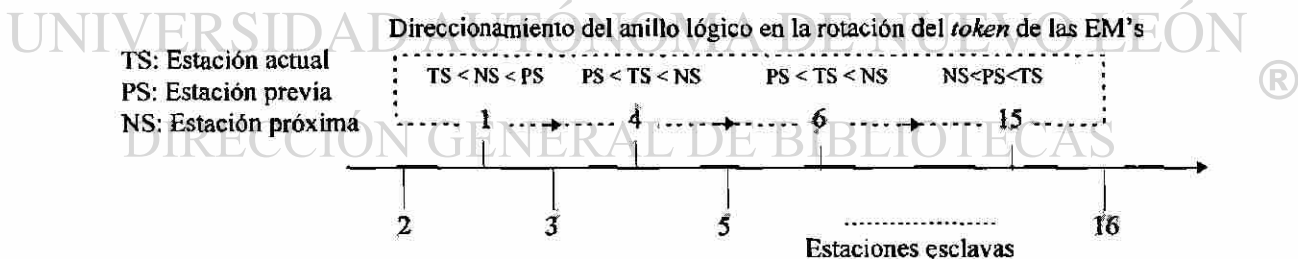 UNIVERSIDAD AUTÓNOMA DE NUEVO LEÓN
Direccionamiento del anillo lógico en la rotación del token de las EM's
TS: Estación actual
PS: Estación previa
NS: Estación próxima
TS < NS < PS PS < TS < NS PS < TS < NS NS<PS<TS
®
1 4 6 15
DIRECCIÓN GENERAL DE BIBLIOTECAS
2 3 5 16
Estaciones esclavas